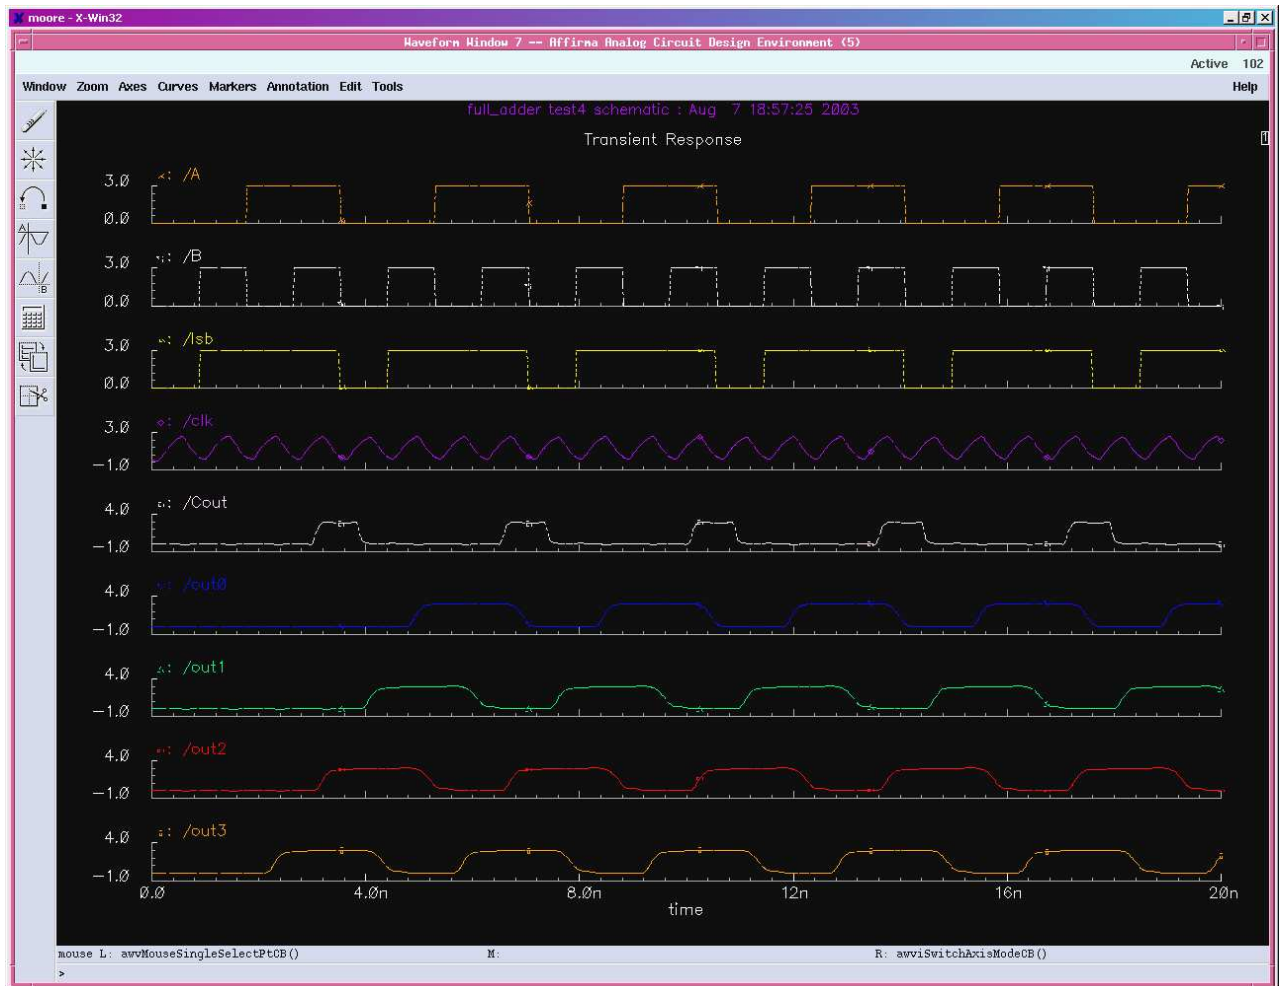 moore - X-Win32
Waveform Window 7 -- Affirma Analog Circuit Design Environment (5)
Active 102
Window Zoom Axes Curves Markers Annotation Edit Tools Help
full_adder test4 schematic : Aug 7 18:57:25 2003
Transient Response
1
A
B
3.0 /A
0.0
3.0 /B
0.0
3.0 /lsb
0.0
3.0 /clk
-1.0
4.0 /Cout
-1.0
4.0 /out0
-1.0
4.0 /out1
-1.0
4.0 /out2
-1.0
4.0 /out3
-1.0
0.0 4.0n 8.0n 12n 16n 20n
time
mouse L: awvMouseSingleSelectPtCB() M: R: awviSwitchAxisModeCB()
>